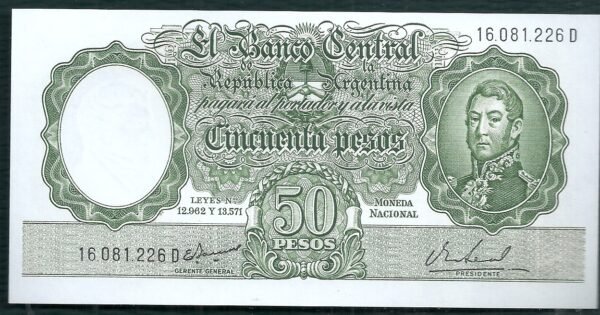 16.081.226 D
El Banco Central
de
la
República Argentina
pagará al portador y a la vista
Cincuenta pesos
LEYES Nos.
12.962 Y 13.571
MONEDA
NACIONAL
50
PESOS
16 081.226 D
GERENTE GENERAL
PRESIDENTE